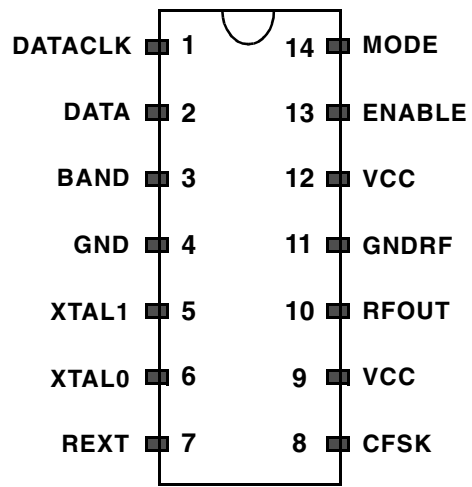 DATACLK 1 14 MODE
DATA 2 13 ENABLE
BAND 3 12 VCC
GND 4 11 GNDRF
XTAL1 5 10 RFOUT
XTAL0 6 9 VCC
REXT 7 8 CFSK